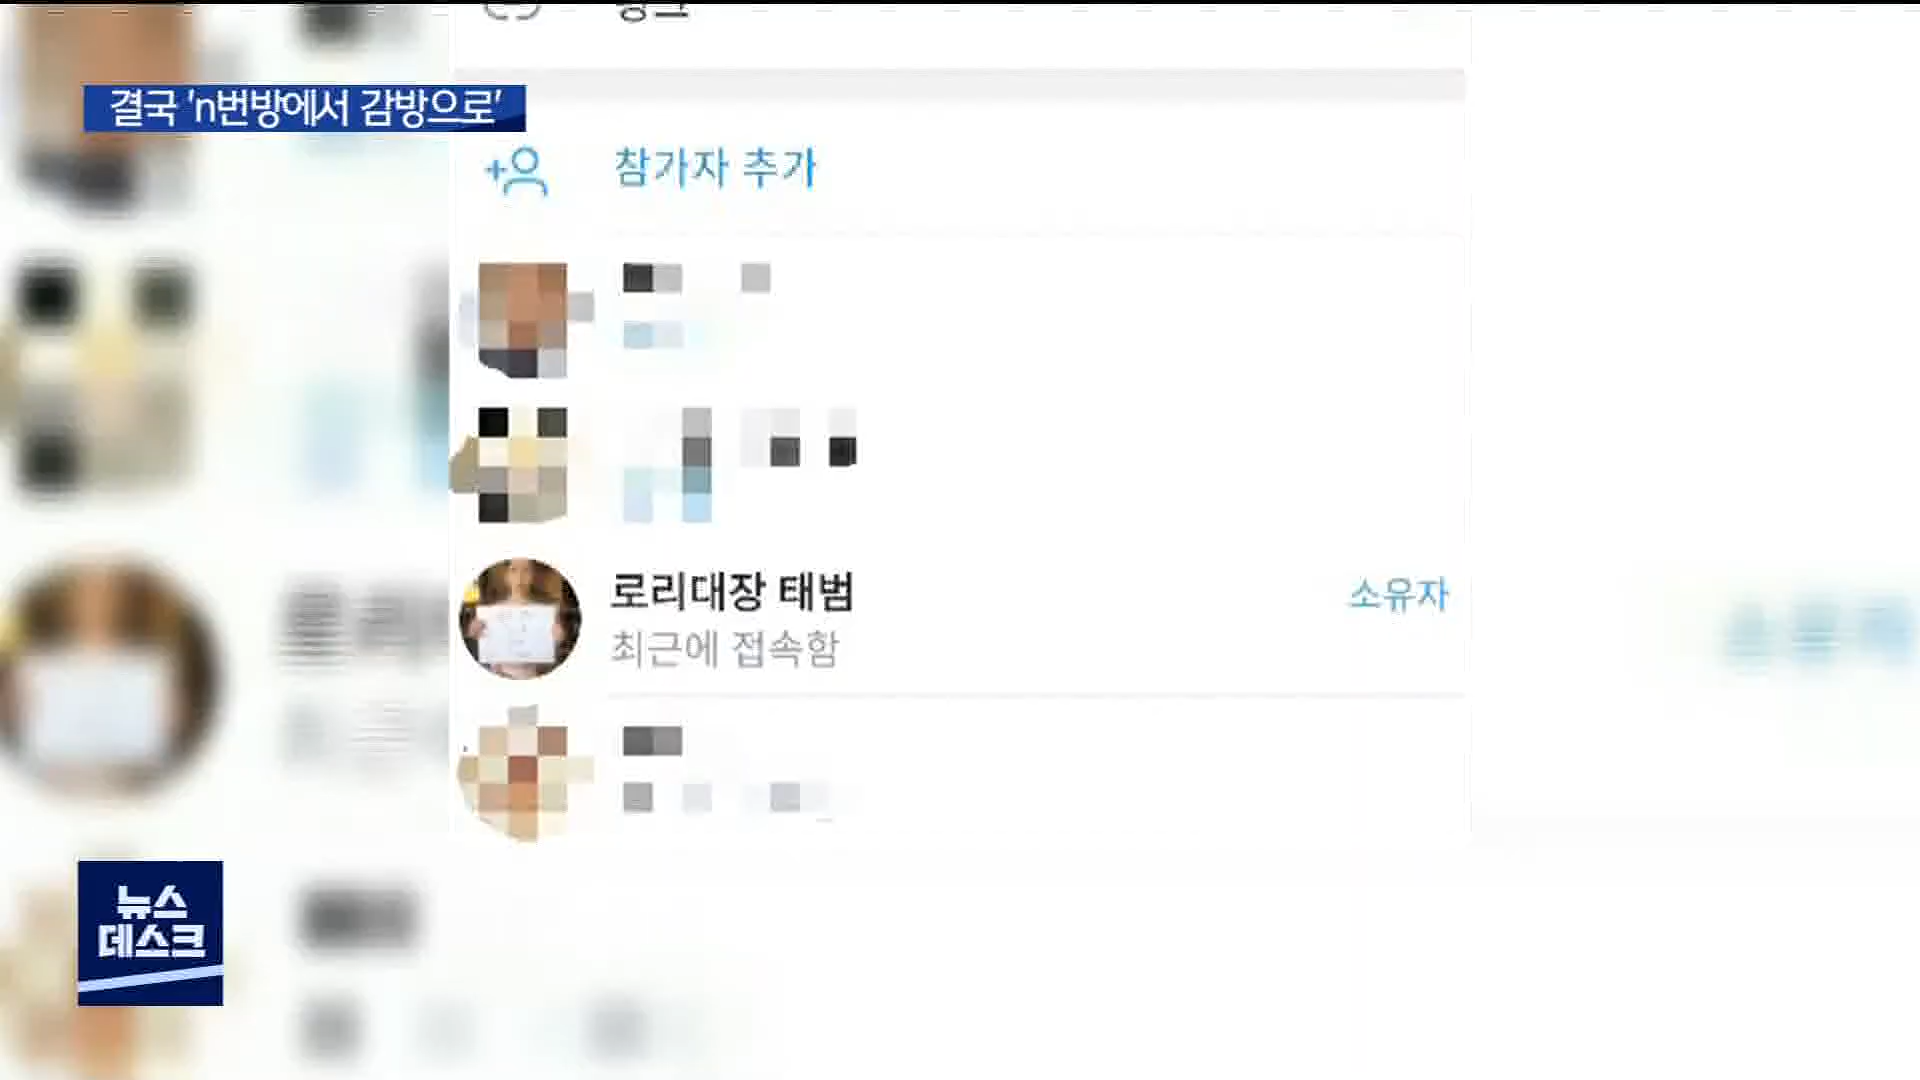 결국 'n번방에서 감방으로'
참가자 추가
로리대장 태범
소유자
최근에 접속함
뉴스
데스크